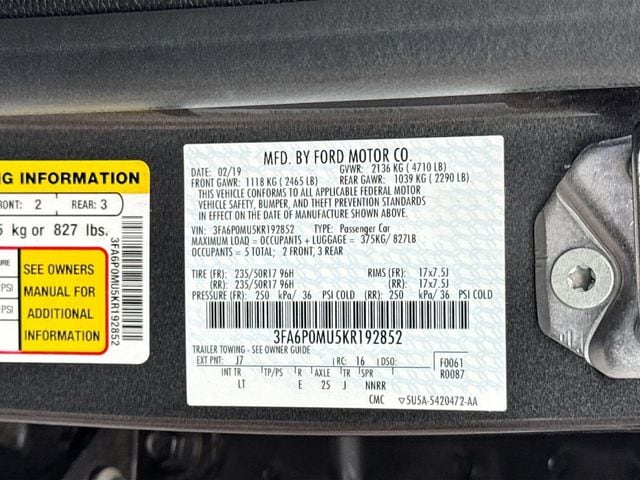 NG INFORMATION
FRONT: 2 REAR: 3
kg or 827 lbs.
PSI
PSI
SEE OWNERS
MANUAL FOR
ADDITIONAL
INFORMATION
3FA6P0MU5KR192852
MFD. BY FORD MOTOR CO.
DATE: 02/19 GVWR: 2136 KG ( 4710 LB)
FRONT GAWR: 1118 KG ( 2465 LB) REAR GAWR: 1039 KG ( 2290 LB)
THIS VEHICLE CONFORMS TO ALL APPLICABLE FEDERAL MOTOR
VEHICLE SAFETY, BUMPER, AND THEFT PREVENTION STANDARDS
IN EFFECT ON THE DATE OF MANUFACTURE SHOWN ABOVE.
VIN: 3FA6P0MU5KR192852 TYPE: Passenger Car
MAXIMUM LOAD = OCCUPANTS + LUGGAGE = 375KG/ 827LB
OCCUPANTS = 5 TOTAL; 2 FRONT, 3 REAR
TIRE (FR): 235/50R17 96H RIMS (FR): 17x7.5J
(RR): 235/50R17 96H (RR): 17x7.5J
PRESSURE (FR): 250 kPa/ 36 PSI COLD (RR): 250 kPa/36 PSI COLD
3FA6P0MU5KR192852
TRAILER TOWING - SEE OWNER GUIDE
EXT PNT: J7 RC: 16 DSO: F0061
INT TR TP/PS R AXLE TR SPR R0087
LT E 25 J NNRR
CMC ▽5U5A-5420472-AA